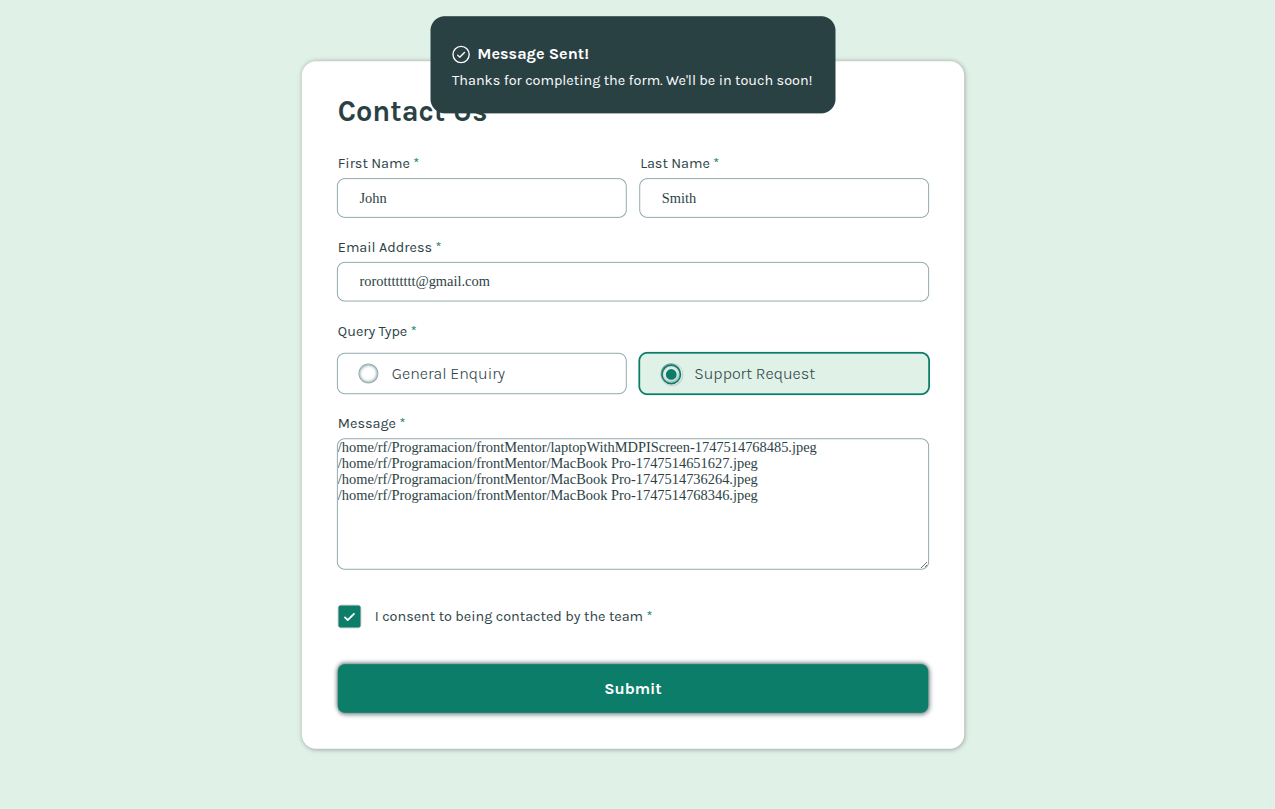 Message Sent!
Thanks for completing the form. We'll be in touch soon!
Contact Us
First Name *
Last Name *
John
Smith
Email Address *
rorotttttttt@gmail.com
Query Type *
General Enquiry
Support Request
Message *
/home/rf/Programacion/frontMentor/laptopWithMDPIScreen-1747514768485.jpeg
/home/rf/Programacion/frontMentor/MacBook Pro-1747514651627.jpeg
/home/rf/Programacion/frontMentor/MacBook Pro-1747514736264.jpeg
/home/rf/Programacion/frontMentor/MacBook Pro-1747514768346.jpeg
I consent to being contacted by the team *
Submit